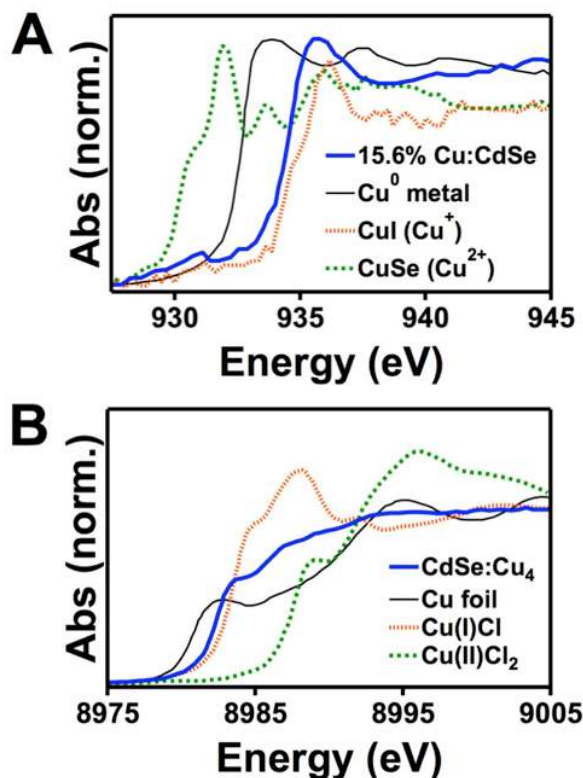 A
Abs (norm.)
15.6% Cu:CdSe
Cu⁰ metal
CuI (Cu⁺)
CuSe (Cu²⁺)
930 935 940 945
Energy (eV)
B
Abs (norm.)
CdSe:Cu₄
Cu foil
Cu(I)Cl
Cu(II)Cl₂
8975 8985 8995 9005
Energy (eV)